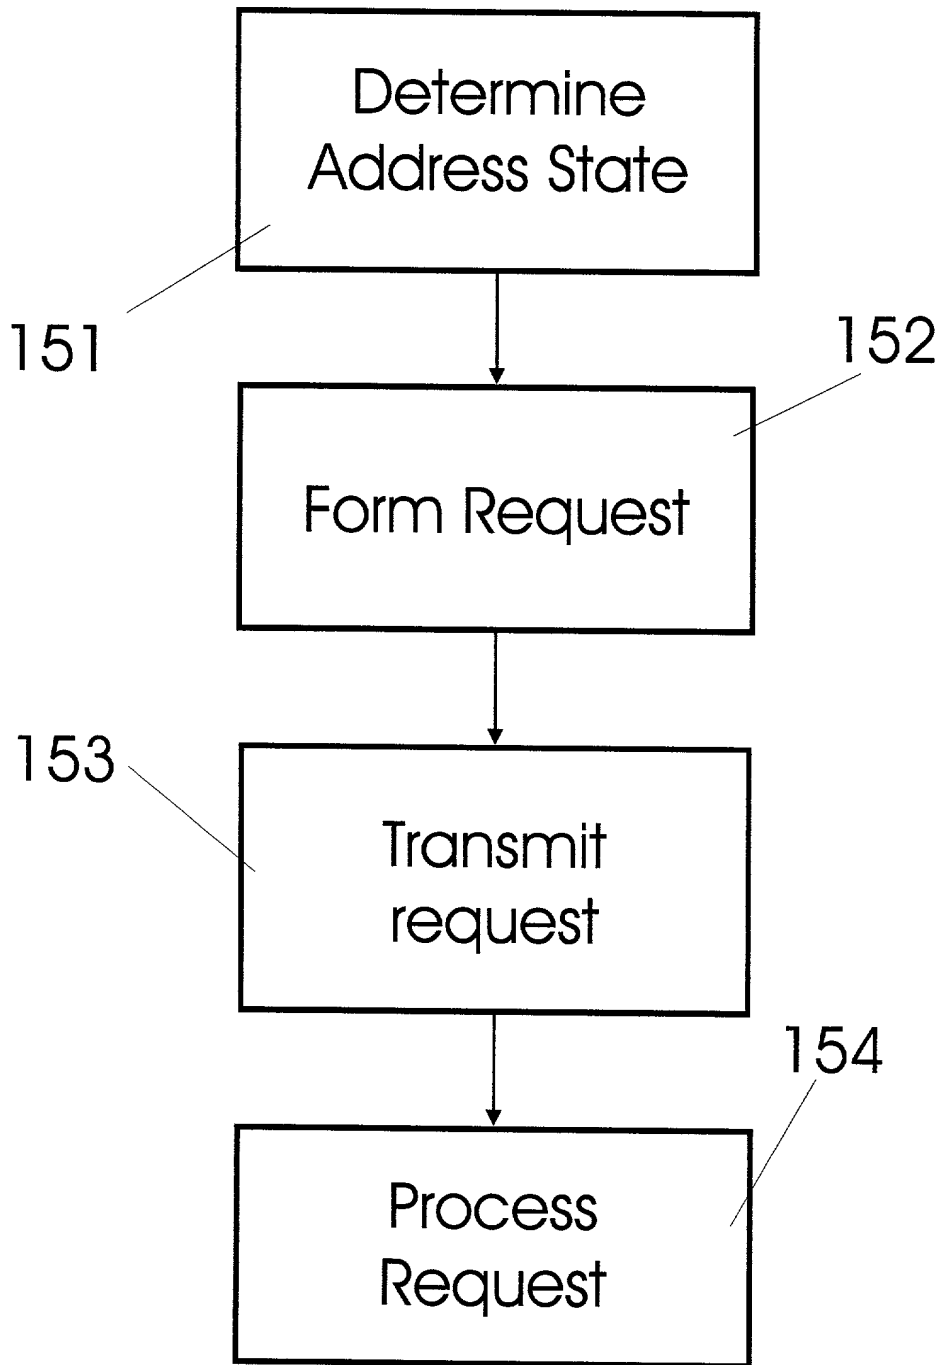 Determine
Address State
151
152
Form Request
153
Transmit
request
154
Process
Request